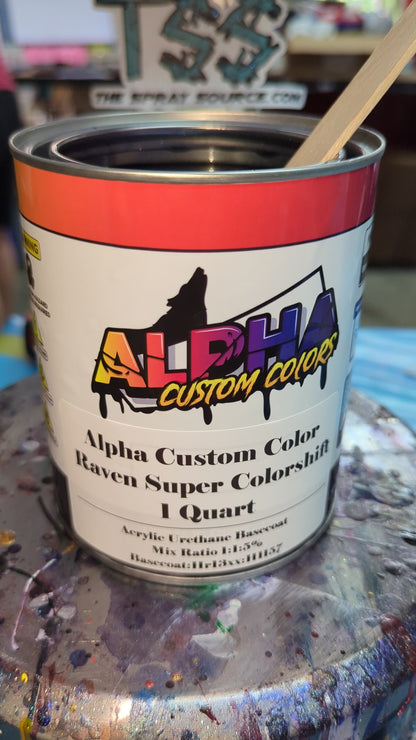 TSS
THE SPRAY SOURCE.COM
WARNING
ALPHA
CUSTOM COLORS
Alpha Custom Color
Raven Super Colorshift
1 Quart
Acrylic Urethane Basecoat
Mix Ratio 1:1:5%